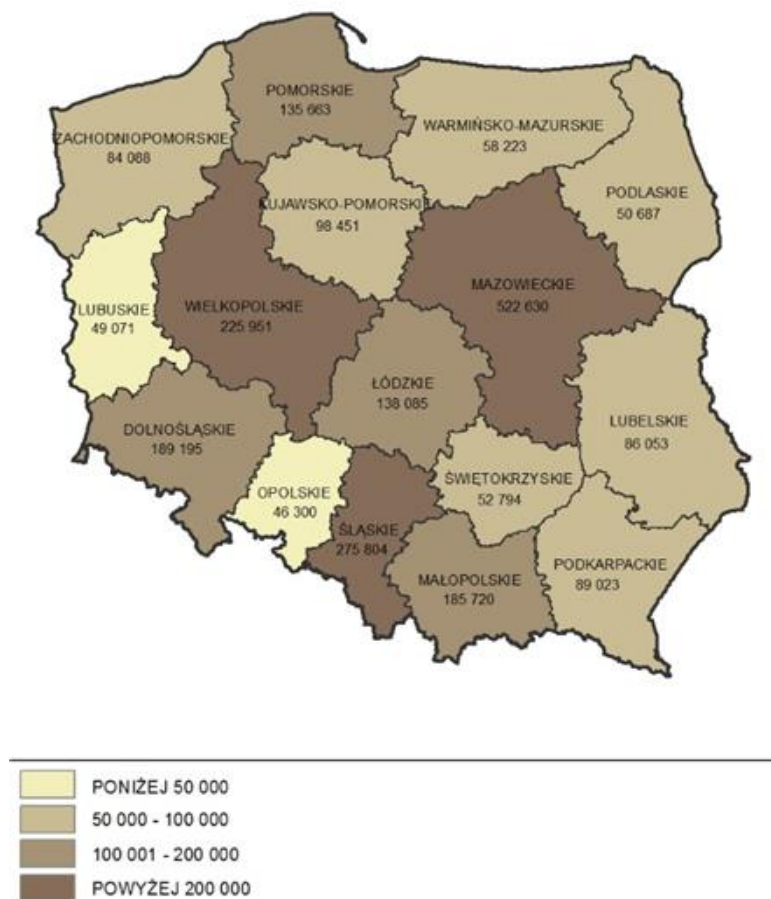 POMORSKIE
135 663
ZACHODNIOPOMORSKIE
84 088
WARMIŃSKO-MAZURSKIE
58 223
PODLASKIE
50 687
KUJAWSKO-POMORSKIE
98 451
LUBUSKIE
49 071
WIELKOPOLSKIE
225 951
MAZOWIECKIE
522 630
ŁÓDZKIE
138 085
DOLNOŚLĄSKIE
189 195
LUBELSKIE
86 053
OPOLSKIE
46 300
ŚWIĘTOKRZYSKIE
52 794
ŚLĄSKIE
275 804
MAŁOPOLSKIE
185 720
PODKARPACKIE
89 023
PONIŻEJ 50 000
50 000 - 100 000
100 001 - 200 000
POWYŻEJ 200 000